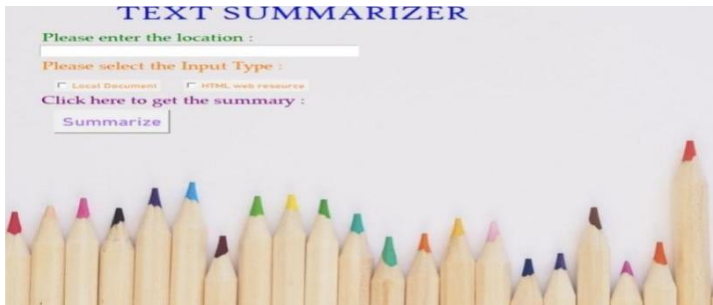 TEXT SUMMARIZER
Please enter the location :
Please select the Input Type :
Local Document HTML web resource
Click here to get the summary :
Summarize